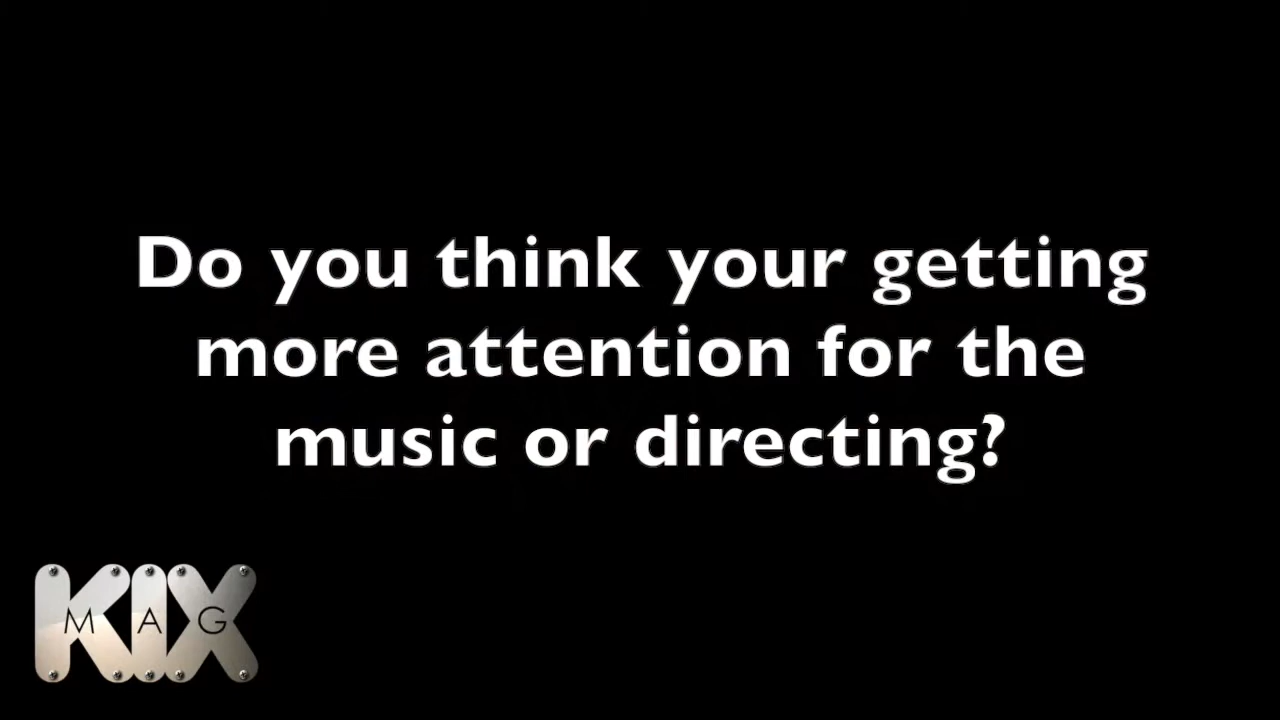 Do you think your getting
more attention for the
music or directing?
KIX
MAG